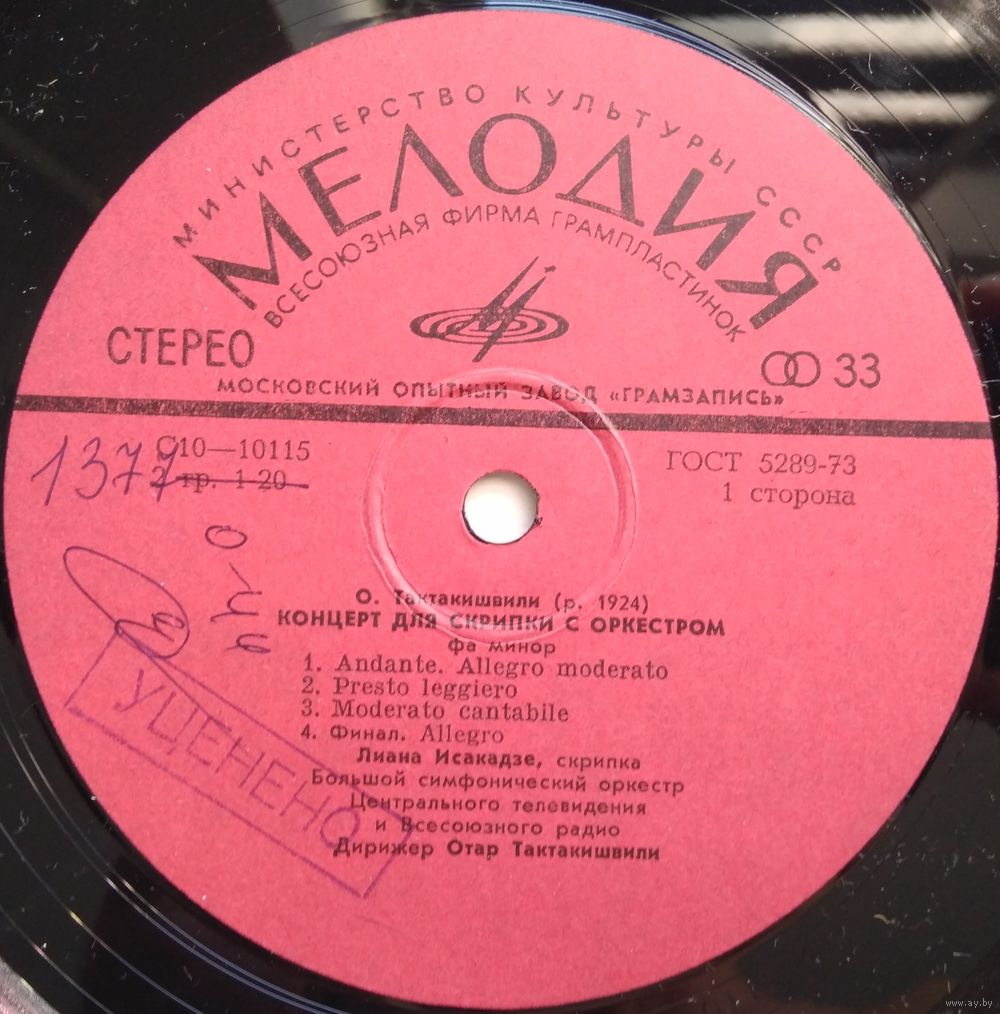 МИНИСТЕРСТВО КУЛЬТУРЫ СССР
МЕЛОДИЯ
ВСЕСОЮЗНАЯ ФИРМА ГРАМПЛАСТИНОК
СТЕРЕО
33
МОСКОВСКИЙ ОПЫТНЫЙ ЗАВОД «ГРАМЗАПИСЬ»
С10—10115
ГОСТ 5289-73
2 гр. 1-20
1 сторона
1377
О. Тактакишвили (р. 1924)
КОНЦЕРТ ДЛЯ СКРИПКИ С ОРКЕСТРОМ
фа минор
1. Andante. Allegro moderato
2. Presto leggiero
3. Moderato cantabile
4. Финал. Allegro
Лиана Исакадзе, скрипка
Большой симфонический оркестр
Центрального телевидения
и Всесоюзного радио
Дирижер Отар Тактакишвили
УЦЕНЕНО
www.ay.by